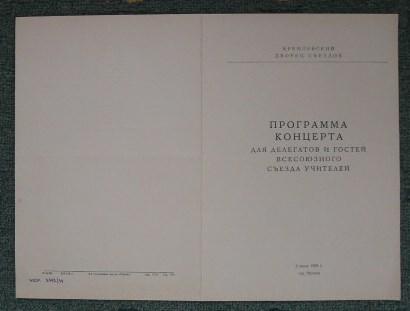 КРЕМЛЕВСКИЙ
ДВОРЕЦ СЪЕЗДОВ
ПРОГРАММА
КОНЦЕРТА
ДЛЯ ДЕЛЕГАТОВ И ГОСТЕЙ
ВСЕСОЮЗНОГО
СЪЕЗДА УЧИТЕЛЕЙ